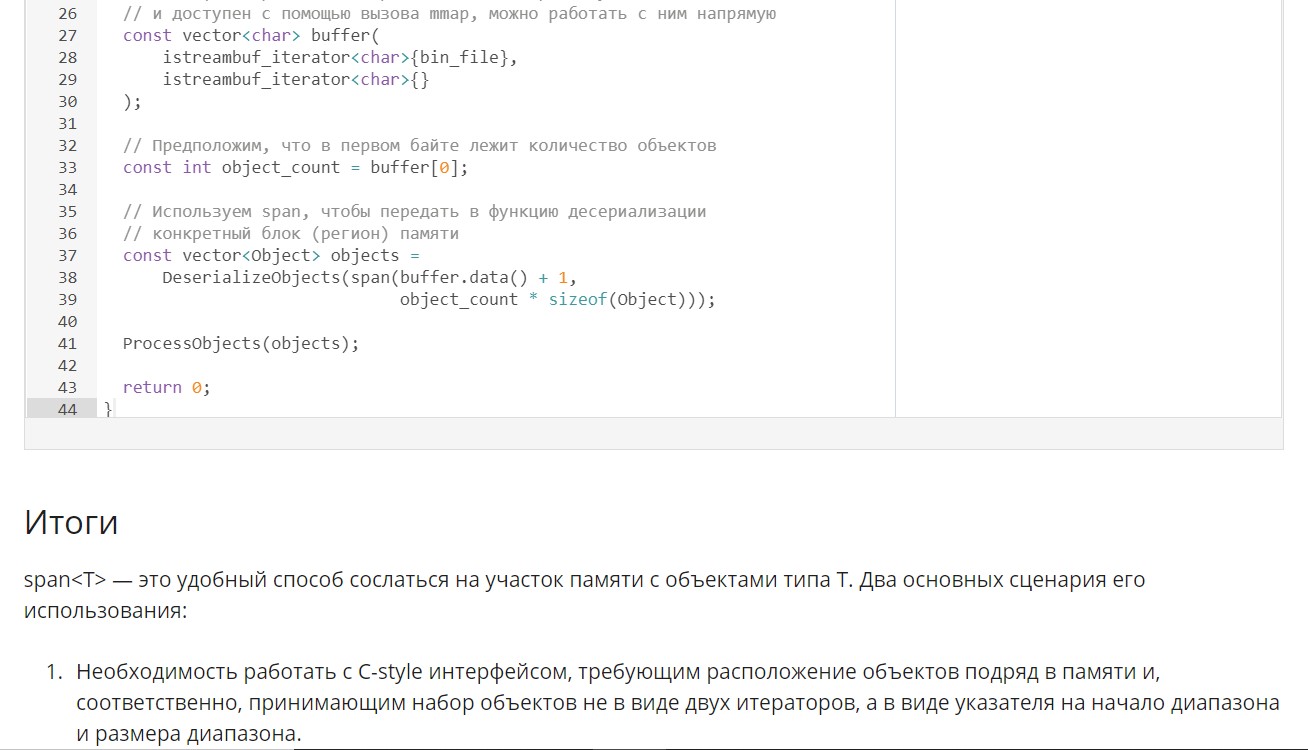 26 // и доступен с помощью вызова mmap, можно работать с ним напрямую
27 const vector<char> buffer(
28 istreambuf_iterator<char>{bin_file},
29 istreambuf_iterator<char>{}
30 );
31
32 // Предположим, что в первом байте лежит количество объектов
33 const int object_count = buffer[0];
34
35 // Используем span, чтобы передать в функцию десериализации
36 // конкретный блок (регион) памяти
37 const vector<Object> objects =
38 DeserializeObjects(span(buffer.data() + 1,
39 object_count * sizeof(Object)));
40
41 ProcessObjects(objects);
42
43 return 0;
44 }
Итоги
span<T> — это удобный способ сослаться на участок памяти с объектами типа T. Два основных сценария его
использования:
1. Необходимость работать с C-style интерфейсом, требующим расположение объектов подряд в памяти и,
соответственно, принимающим набор объектов не в виде двух итераторов, а в виде указателя на начало диапазона
и размера диапазона.